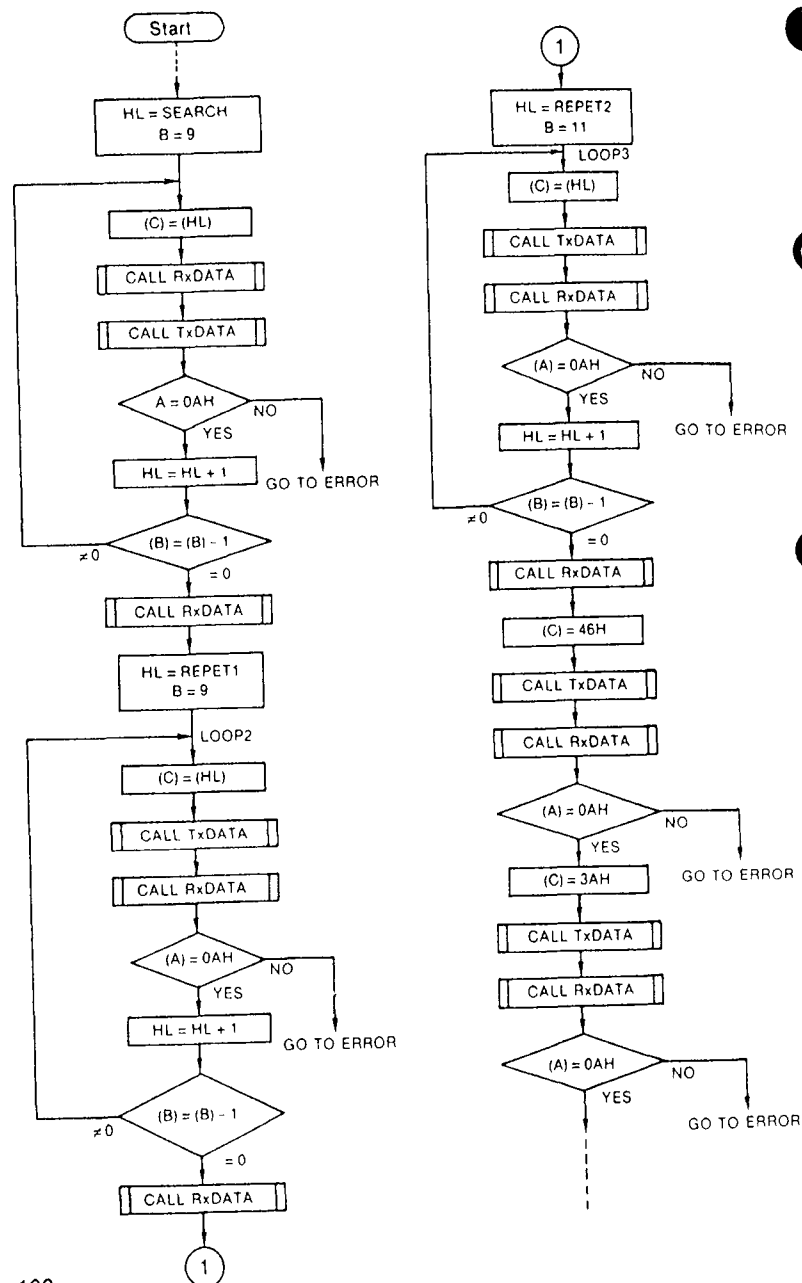 Start
HL = SEARCH
B = 9
(C) = (HL)
CALL RxDATA
CALL TxDATA
A = 0AH
NO
YES
HL = HL + 1
GO TO ERROR
(B) = (B) - 1
≠0
= 0
CALL RxDATA
HL = REPET1
B = 9
LOOP2
(C) = (HL)
CALL TxDATA
CALL RxDATA
(A) = 0AH
NO
YES
HL = HL + 1
GO TO ERROR
(B) = (B) - 1
≠0
= 0
CALL RxDATA
1
1
HL = REPET2
B = 11
LOOP3
(C) = (HL)
CALL TxDATA
CALL RxDATA
(A) = 0AH
NO
YES
GO TO ERROR
HL = HL + 1
(B) = (B) - 1
≠0
= 0
CALL RxDATA
(C) = 46H
CALL TxDATA
CALL RxDATA
(A) = 0AH
NO
YES
GO TO ERROR
(C) = 3AH
CALL TxDATA
CALL RxDATA
(A) = 0AH
NO
YES
GO TO ERROR